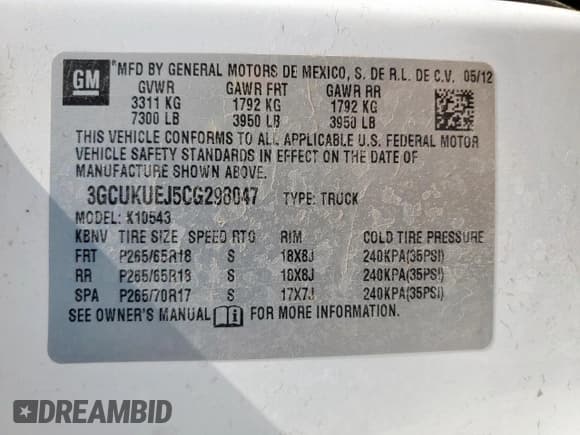 GM
®MFD BY GENERAL MOTORS DE MEXICO, S. DE R.L. DE C.V. 05/12
GVWR GAWR FRT GAWR RR
3311 KG 1792 KG 1792 KG
7300 LB 3950 LB 3950 LB
THIS VEHICLE CONFORMS TO ALL APPLICABLE U.S. FEDERAL MOTOR
VEHICLE SAFETY STANDARDS IN EFFECT ON THE DATE OF
MANUFACTURE SHOWN ABOVE.
3GCUKUEJ5CG298047 TYPE: TRUCK
MODEL: K10543
KBNV TIRE SIZE SPEED RTG RIM COLD TIRE PRESSURE
FRT P265/65R18 S 18X8J 240KPA(35PSI)
RR P265/65R18 S 18X8J 240KPA(35PSI)
SPA P265/70R17 S 17X7J 240KPA(35PSI)
SEE OWNER'S MANUAL FOR MORE INFORMATION.
DREAMBID